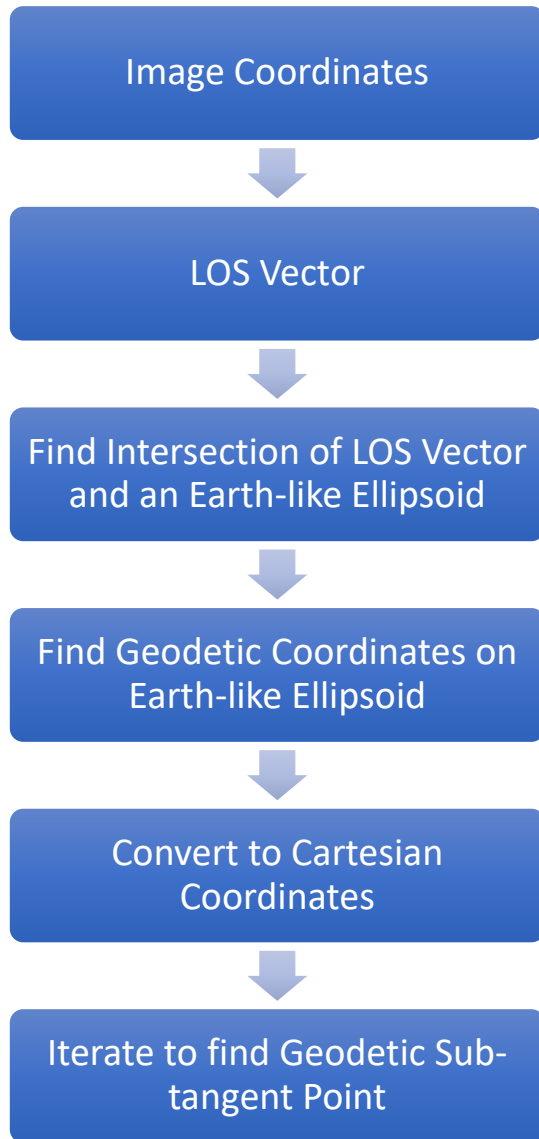 Image Coordinates
LOS Vector
Find Intersection of LOS Vector
and an Earth-like Ellipsoid
Find Geodetic Coordinates on
Earth-like Ellipsoid
Convert to Cartesian
Coordinates
Iterate to find Geodetic Sub-
tangent Point